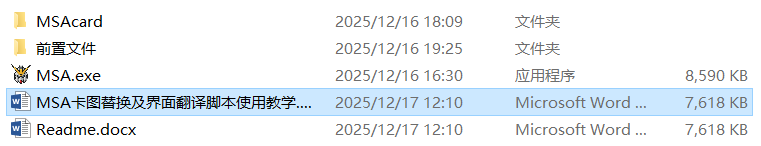 MSAcard 2025/12/16 18:09 文件夹
前置文件 2025/12/16 19:25 文件夹
MSA.exe 2025/12/16 16:30 应用程序 8,590 KB
MSA卡图替换及界面翻译脚本使用教学.... 2025/12/17 12:10 Microsoft Word ... 7,618 KB
Readme.docx 2025/12/17 12:10 Microsoft Word ... 7,618 KB